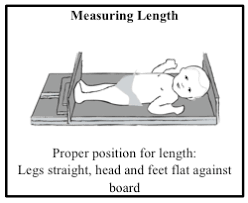 Measuring Length
Proper position for length:
Legs straight, head and feet flat against
board